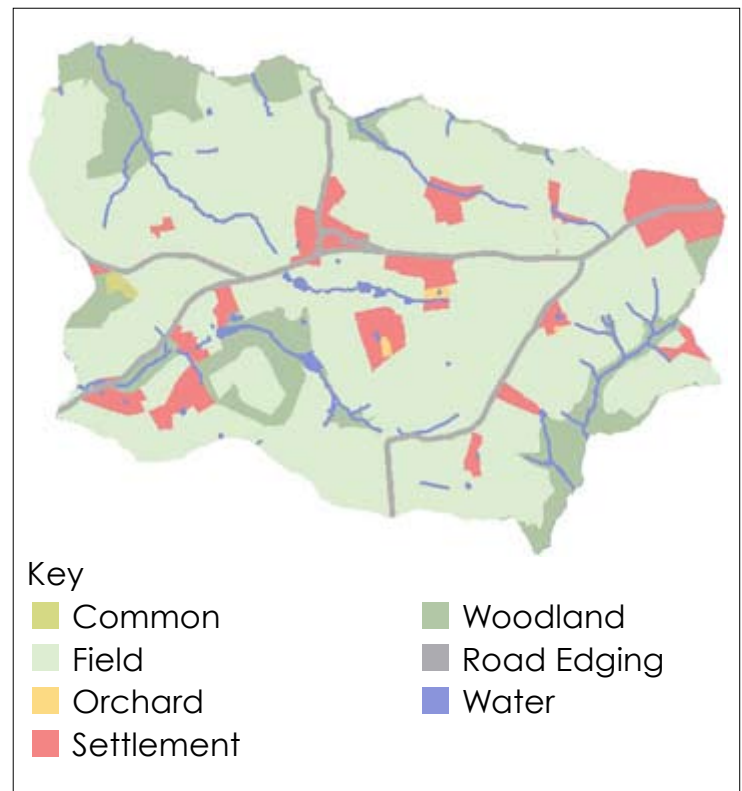 Key
Common
Field
Orchard
Settlement
Woodland
Road Edging
Water